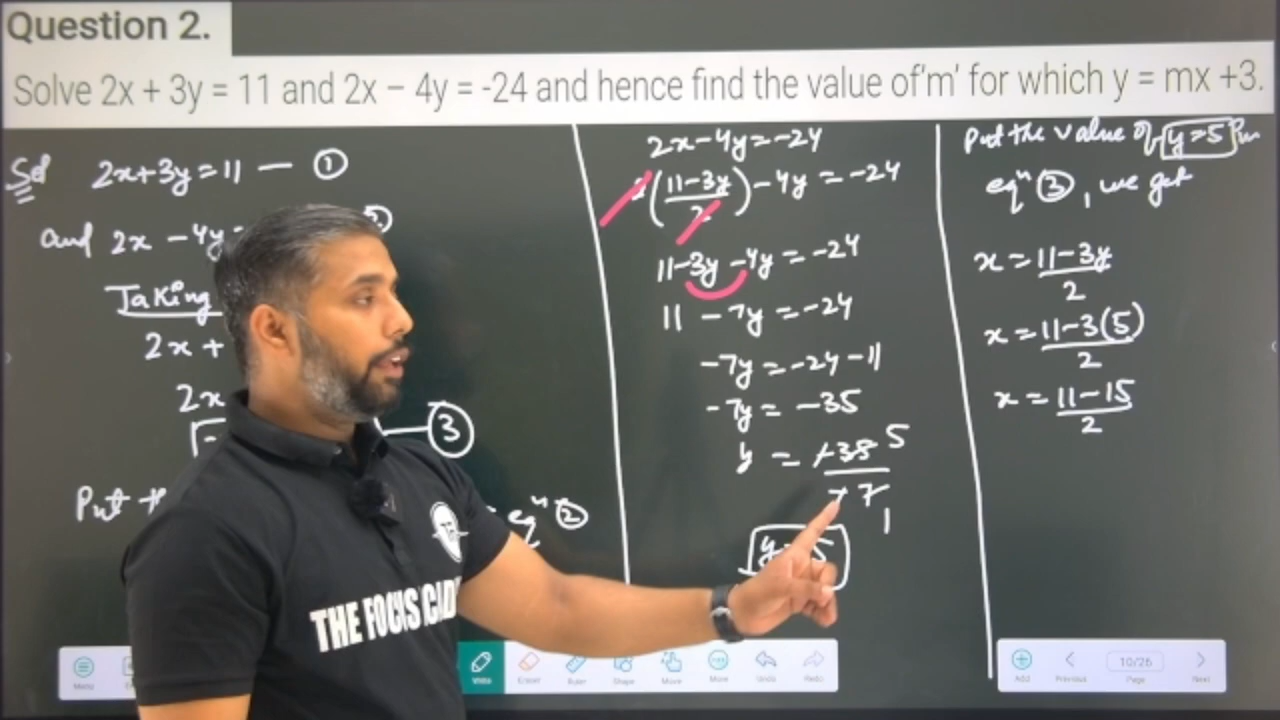 Question 2.
Solve 2x + 3y = 11 and 2x – 4y = -24 and hence find the value of'm' for which y = mx +3.
Sol 2x+3y=11 — ①
and 2x -4y=
Taking
2x +
2x
③
Put th
eqⁿ ②
2x-4y=-24
2(11-3y/2)-4y=-24
11-3y-4y=-24
11-7y=-24
-7y=-24-11
-7y=-35
y = -35/-7 5 1
y=5
Put the value of y=5 in
eqⁿ ③, we get
x=11-3y/2
x=11-3(5)/2
x=11-15/2
THE FOCUS
Menu
Write Eraser Ruler Shape Move More Undo Redo
Add Previous 10/26 Page Next